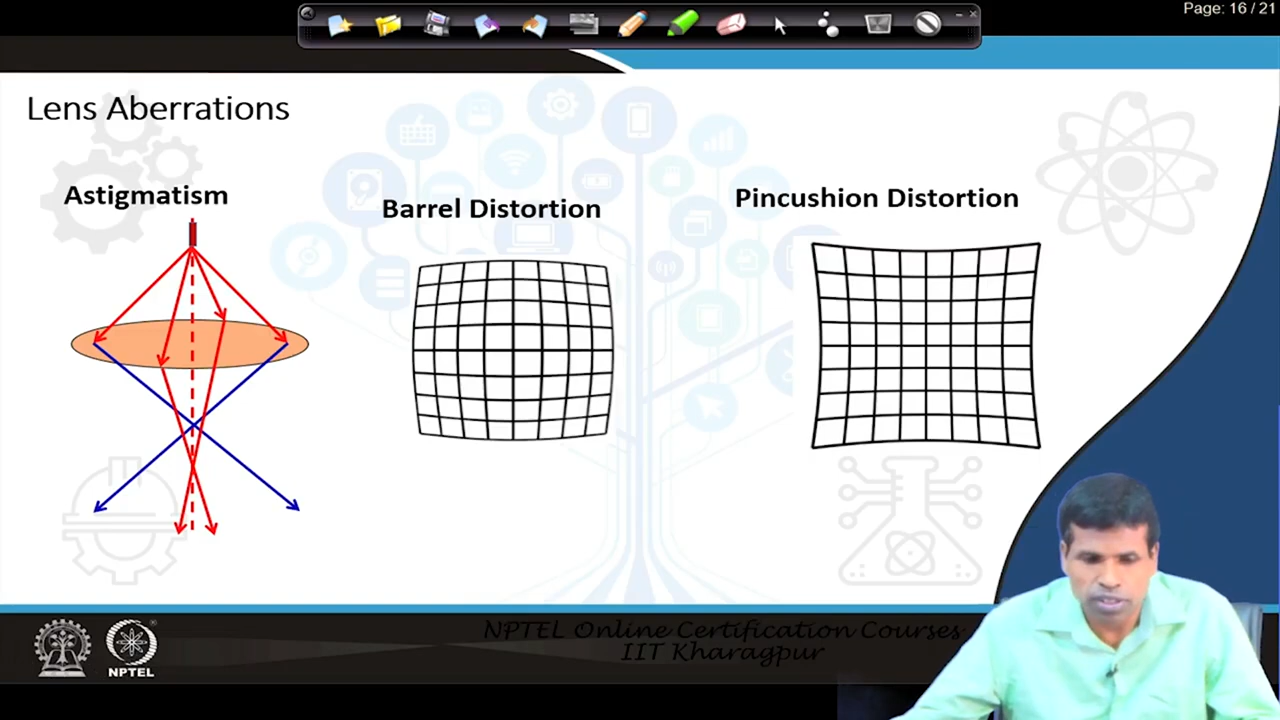 Page: 16 / 21
Lens Aberrations
Astigmatism
Barrel Distortion
Pincushion Distortion
NPTEL Online Certification Courses
IIT Kharagpur
NPTEL